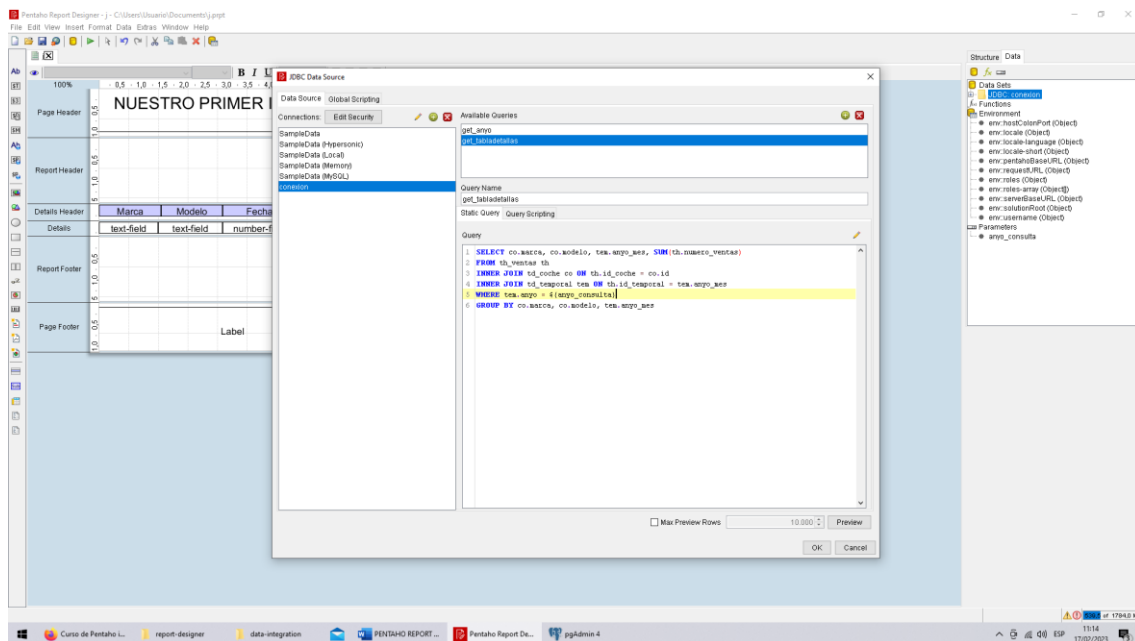 Pentaho Report Designer - j - C:\Users\Usuario\Documents\j.prpt
File Edit View Insert Format Data Extras Window Help
Structure Data
100%
Page Header
NUESTRO PRIMER I
Report Header
Details Header
Marca Modelo Fecha
Details
text-field text-field number-f
Report Footer
Page Footer
Label
JDBC Data Source
Data Source Global Scripting
Connections: Edit Security
SampleData
SampleData (Hypersonic)
SampleData (Local)
SampleData (Memory)
SampleData (MySQL)
conexion
Available Queries
get_anyo
get_tabladetallas
Query Name
get_tabladetallas
Static Query Query Scripting
Query
1 SELECT co.marca, co.modelo, tem.anyo_mes, SUM(th.numero_ventas)
2 FROM th_ventas th
3 INNER JOIN td_coche co ON th.id_coche = co.id
4 INNER JOIN td_temporal tem ON th.id_temporal = tem.anyo_mes
5 WHERE tem.anyo = ${anyo_consulta}
6 GROUP BY co.marca, co.modelo, tem.anyo_mes
Max Preview Rows 10.000 Preview
OK Cancel
Data Sets
JDBC: conexion
Functions
Environment
env:hostColonPort (Object)
env:locale (Object)
env:locale-language (Object)
env:locale-short (Object)
env:pentahoBaseURL (Object)
env:requestURL (Object)
env:roles (Object)
env:roles-array (Object[])
env:serverBaseURL (Object)
env:solutionRoot (Object)
env:username (Object)
Parameters
anyo_consulta
Curso de Pentaho i... report-designer data-integration PENTAHO REPORT ... Pentaho Report De... pgAdmin 4
ESP
11:14
17/02/2023